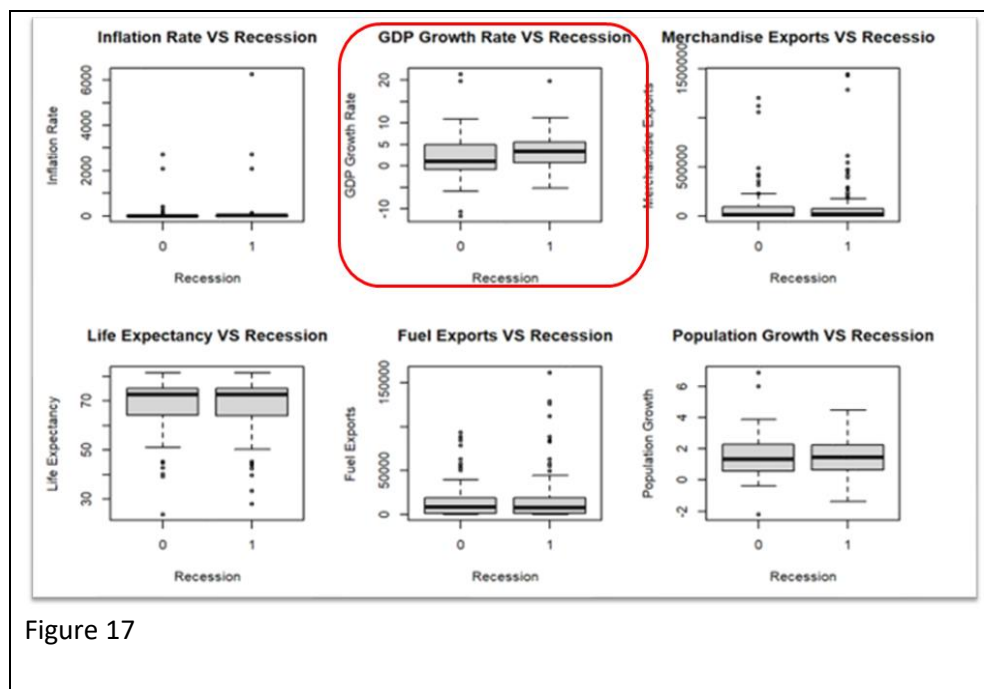 Inflation Rate VS Recession
GDP Growth Rate VS Recession
Merchandise Exports VS Recessio
Inflation Rate
6000
4000
2000
0
0 1
Recession
GDP Growth Rate
20
10
5
0
-10
0 1
Recession
Merchandise Exports
1500000
500000
0
0 1
Recession
Life Expectancy VS Recession
Fuel Exports VS Recession
Population Growth VS Recession
Life Expectancy
70
50
30
0 1
Recession
Fuel Exports
150000
50000
0
0 1
Recession
Population Growth
6
4
2
0
-2
0 1
Recession
Figure 17